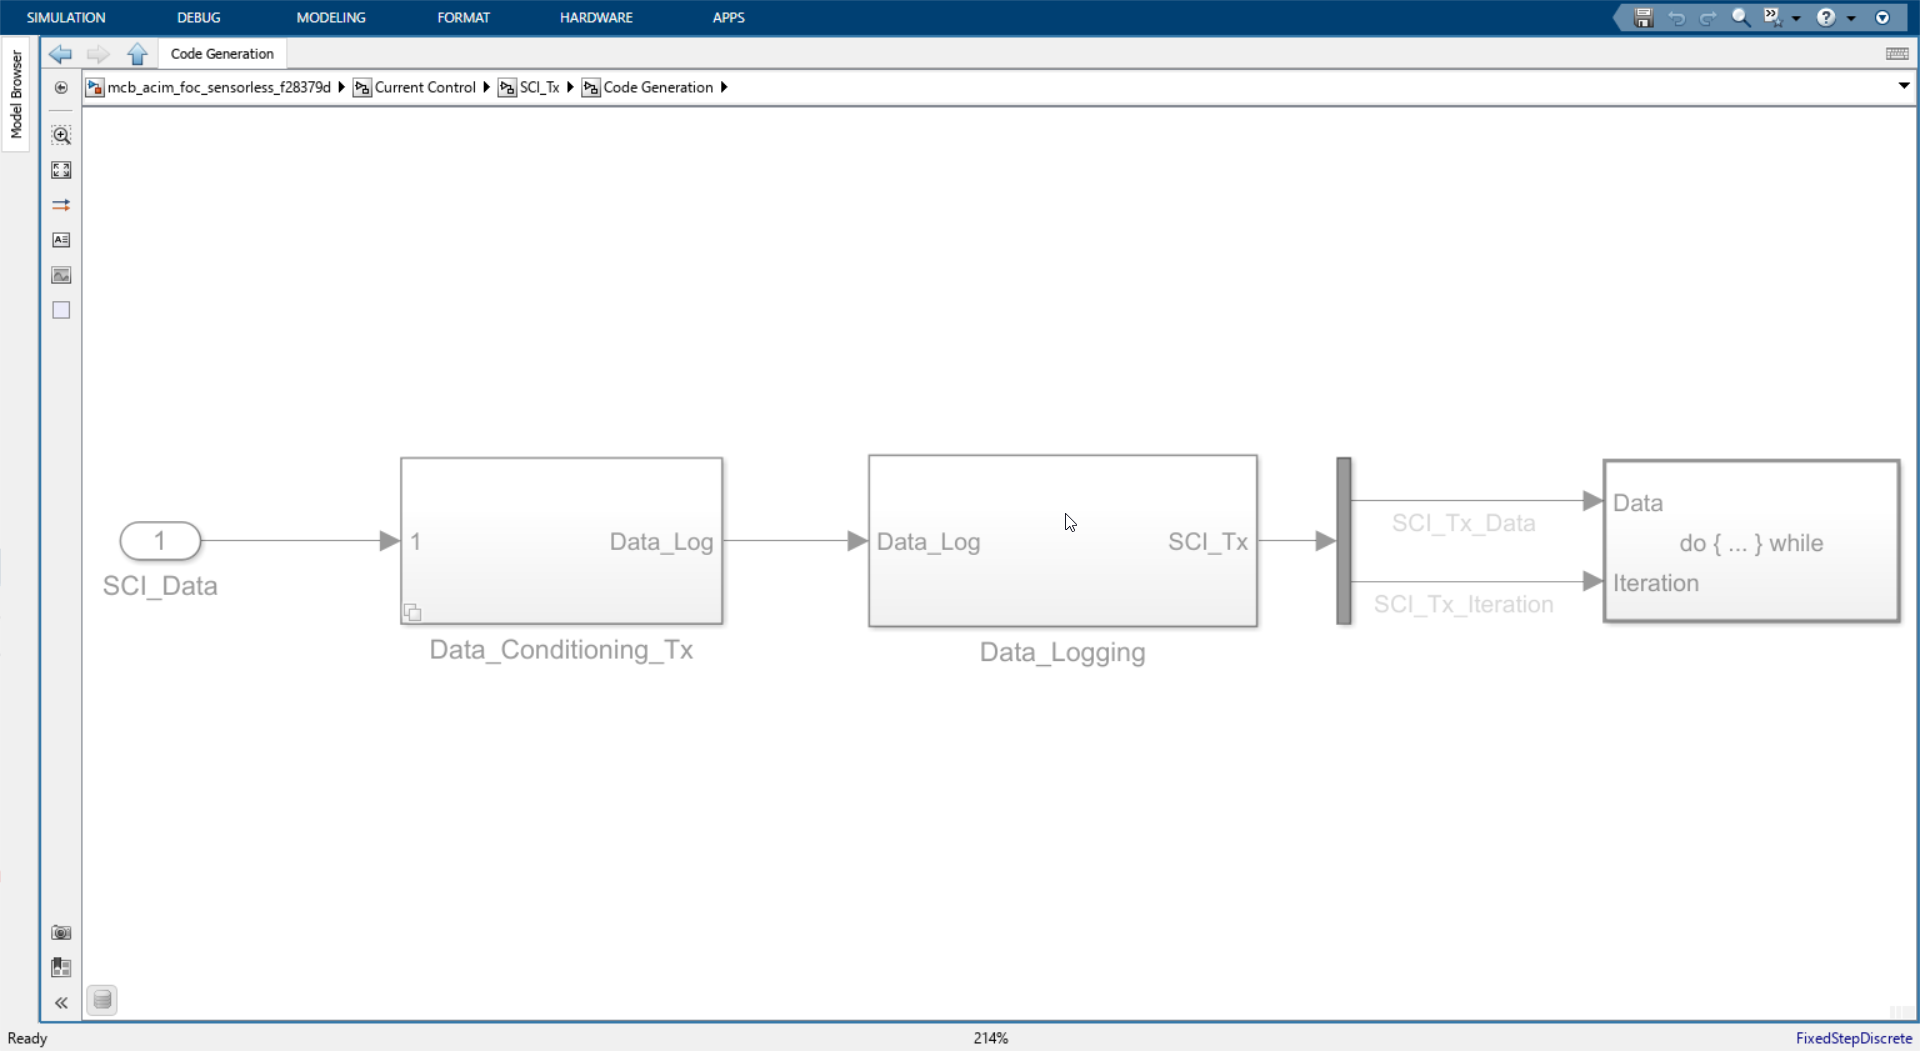 SIMULATION DEBUG MODELING FORMAT HARDWARE APPS
Model Browser
Code Generation
mcb_acim_foc_sensorless_f28379d Current Control SCI_Tx Code Generation
1
SCI_Data
1 Data_Log
Data_Conditioning_Tx
Data_Log SCI_Tx
Data_Logging
SCI_Tx_Data
SCI_Tx_Iteration
Data
do { ... } while
Iteration
Ready 214% FixedStepDiscrete